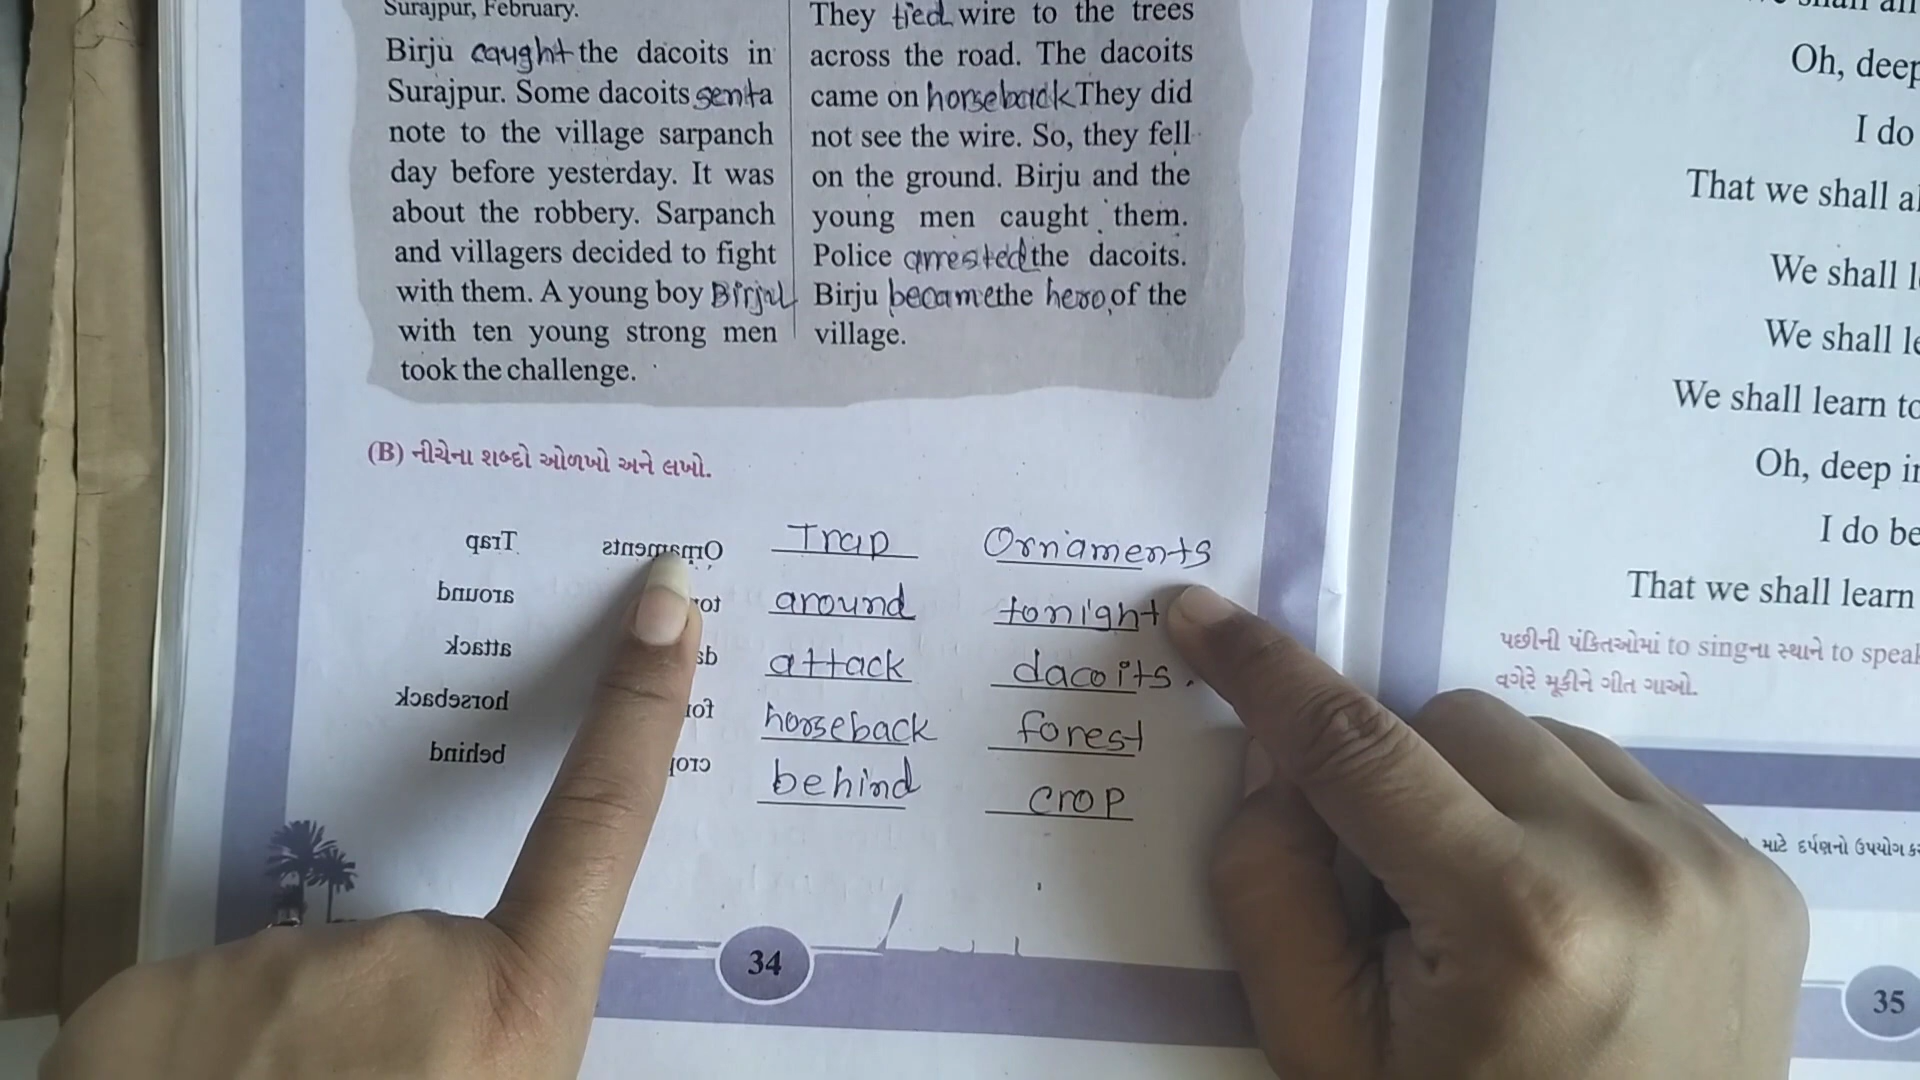 Surajpur, February.
Birju caught the dacoits in
Surajpur. Some dacoits sent a
note to the village sarpanch
day before yesterday. It was
about the robbery. Sarpanch
and villagers decided to fight
with them. A young boy Birjal
with ten young strong men
took the challenge.
They tied wire to the trees
across the road. The dacoits
came on horseback They did
not see the wire. So, they fell
on the ground. Birju and the
young men caught them.
Police arrested the dacoits.
Birju became the hero, of the
village.
(B) નીચેના શબ્દો ઓળખો અને લખો.
Trap Ornaments Trap Ornaments
around around tonight
attack attack dacoits.
horseback horseback forest
behind crop behind crop
34
Oh, deep
I do
That we shall
We shall
We shall
We shall learn to
Oh, deep in
I do be
That we shall learn
પછીની પંક્તિઓમાં to singના સ્થાને to speak
વગેરે મૂકીને ગીત ગાઓ.
માટે દર્પણનો ઉપયોગ
35